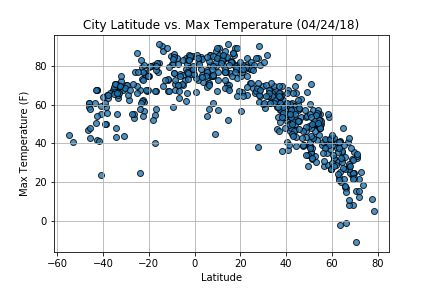 City Latitude vs. Max Temperature (04/24/18)
Max Temperature (F)
80
60
40
20
0
−60 −40 −20 0 20 40 60 80
Latitude